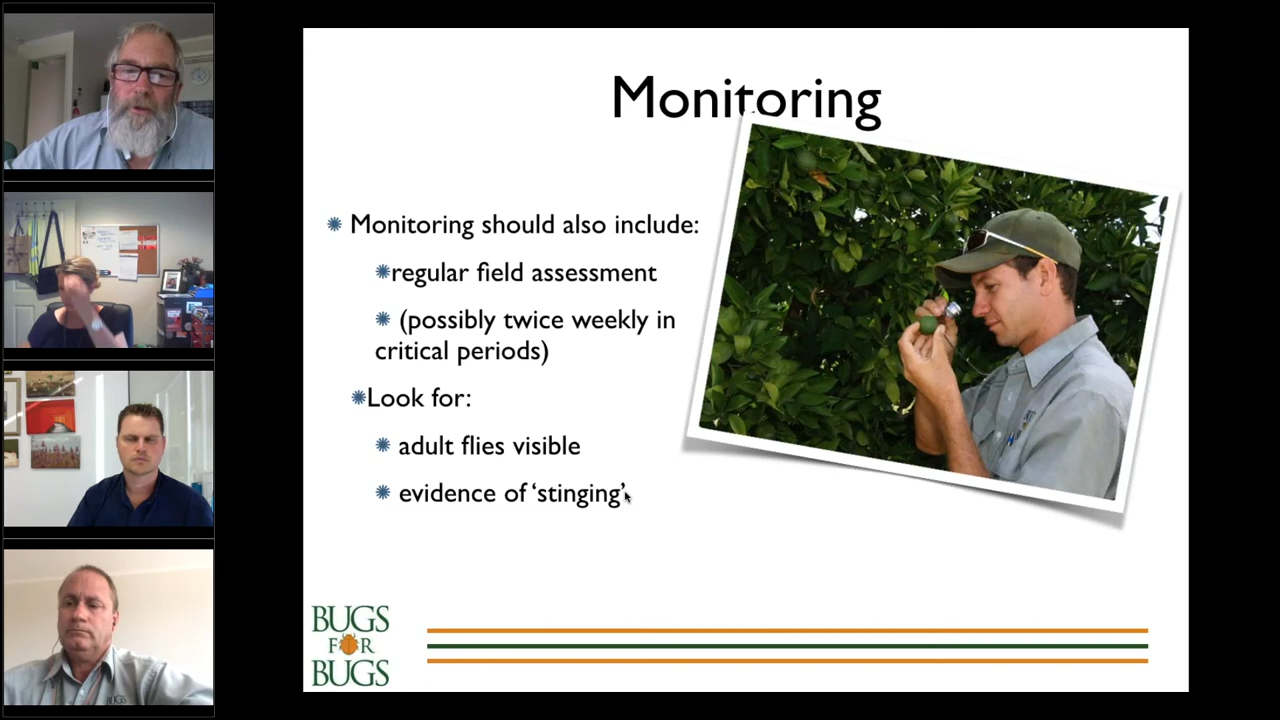 Monitoring
Monitoring should also include:
regular field assessment
(possibly twice weekly in
critical periods)
Look for:
adult flies visible
evidence of ‘stinging’
BUGS
FOR
BUGS
BUGS